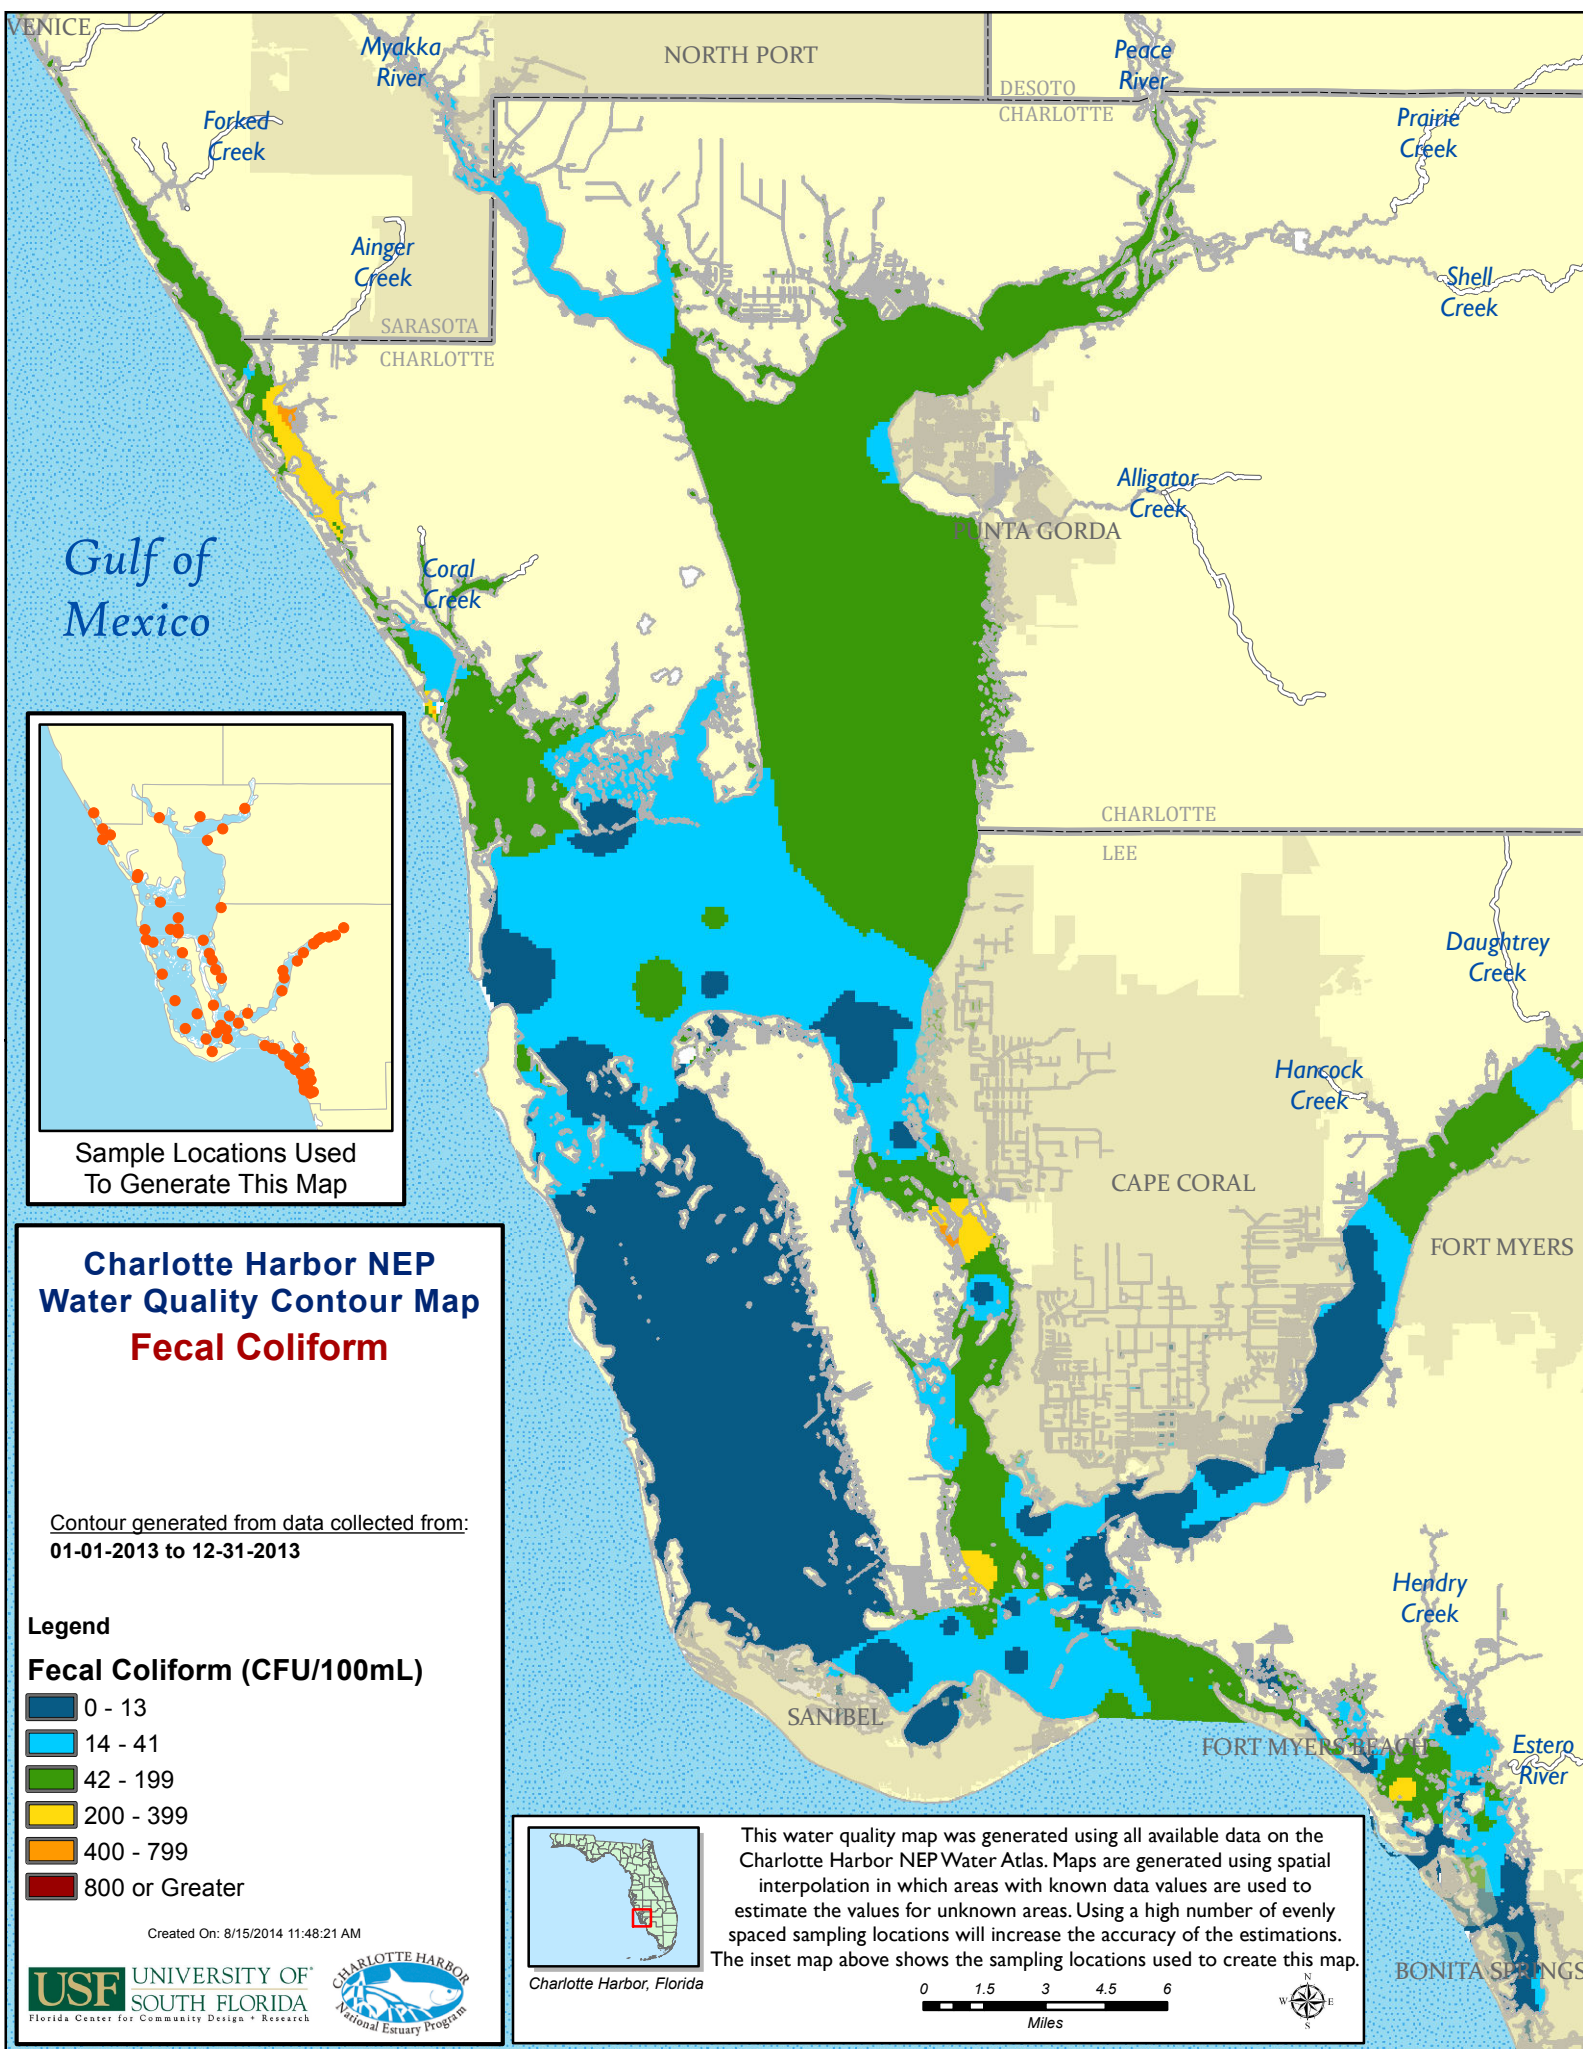 VENICE
Myakka
River
NORTH PORT
Peace
River
DESOTO
CHARLOTTE
Forked
Creek
Prairie
Creek
Ainger
Creek
Shell
Creek
SARASOTA
CHARLOTTE
Alligator
Creek
PUNTA GORDA
Gulf of
Mexico
Coral
Creek
CHARLOTTE
LEE
Daughtrey
Creek
Hancock
Creek
CAPE CORAL
FORT MYERS
Sample Locations Used
To Generate This Map
Charlotte Harbor NEP
Water Quality Contour Map
Fecal Coliform
Contour generated from data collected from:
01-01-2013 to 12-31-2013
Legend
Fecal Coliform (CFU/100mL)
0 - 13
14 - 41
42 - 199
200 - 399
400 - 799
800 or Greater
Created On: 8/15/2014 11:48:21 AM
USF UNIVERSITY OF
SOUTH FLORIDA
Florida Center for Community Design + Research
CHARLOTTE HARBOR
National Estuary Program
Hendry
Creek
SANIBEL
FORT MYERS BEACH
Estero
River
BONITA SPRINGS
Charlotte Harbor, Florida
This water quality map was generated using all available data on the
Charlotte Harbor NEP Water Atlas. Maps are generated using spatial
interpolation in which areas with known data values are used to
estimate the values for unknown areas. Using a high number of evenly
spaced sampling locations will increase the accuracy of the estimations.
The inset map above shows the sampling locations used to create this map.
0 1.5 3 4.5 6
Miles
N
W E
S